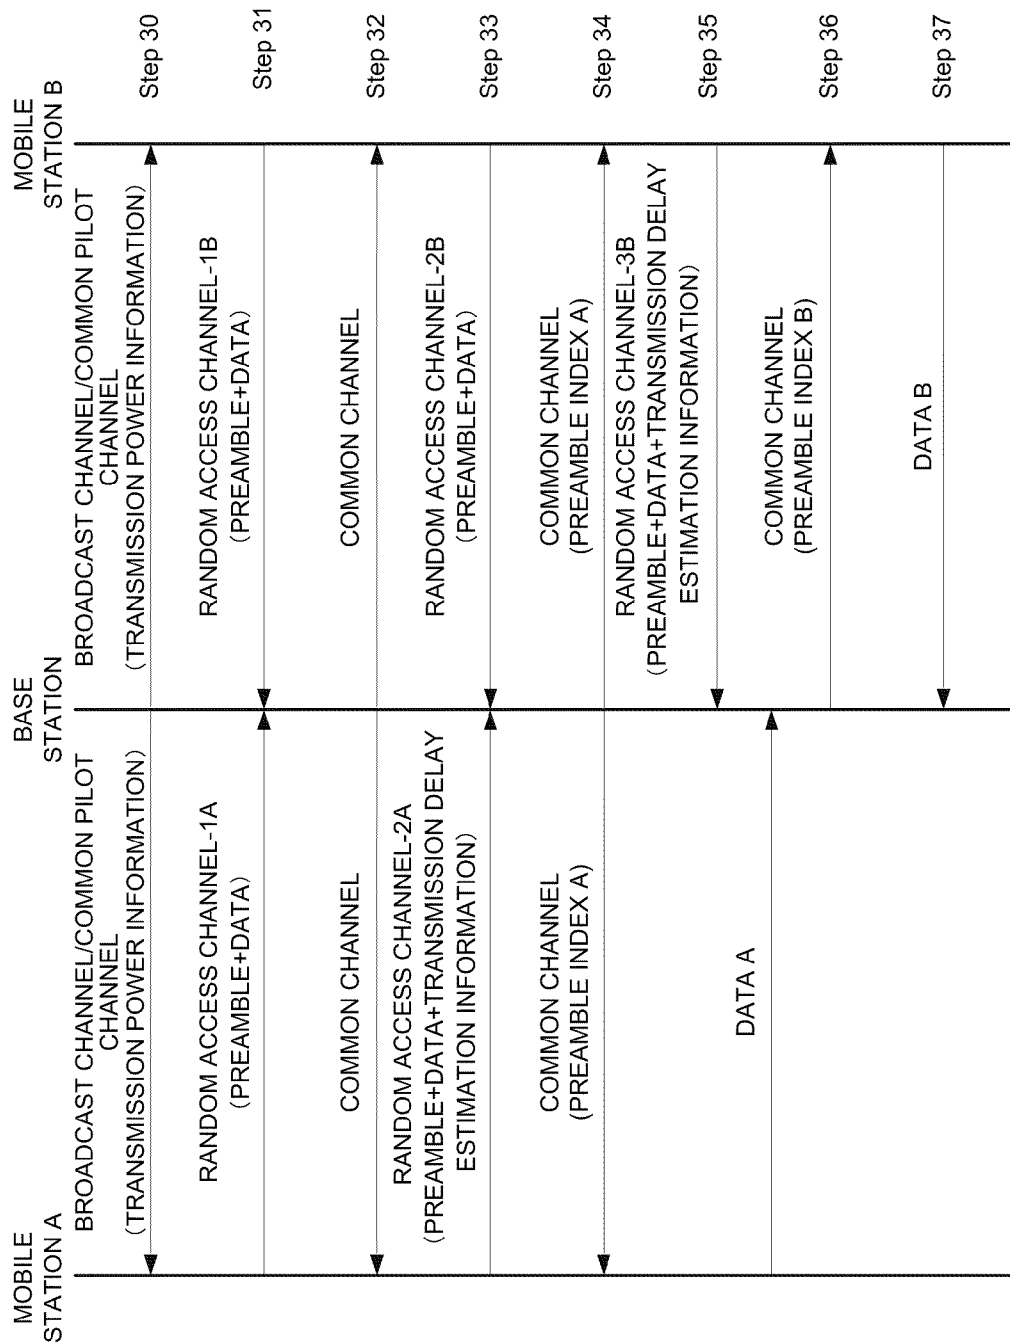 MOBILE
STATION A
BASE
STATION
MOBILE
STATION B
BROADCAST CHANNEL/COMMON PILOT
CHANNEL
(TRANSMISSION POWER INFORMATION)
BROADCAST CHANNEL/COMMON PILOT
CHANNEL
(TRANSMISSION POWER INFORMATION)
Step 30
RANDOM ACCESS CHANNEL-1A
(PREAMBLE+DATA)
RANDOM ACCESS CHANNEL-1B
(PREAMBLE+DATA)
Step 31
COMMON CHANNEL
COMMON CHANNEL
Step 32
RANDOM ACCESS CHANNEL-2A
(PREAMBLE+DATA+TRANSMISSION DELAY
ESTIMATION INFORMATION)
RANDOM ACCESS CHANNEL-2B
(PREAMBLE+DATA)
Step 33
COMMON CHANNEL
(PREAMBLE INDEX A)
COMMON CHANNEL
(PREAMBLE INDEX A)
Step 34
RANDOM ACCESS CHANNEL-3B
(PREAMBLE+DATA+TRANSMISSION DELAY
ESTIMATION INFORMATION)
Step 35
DATA A
COMMON CHANNEL
(PREAMBLE INDEX B)
Step 36
DATA B
Step 37